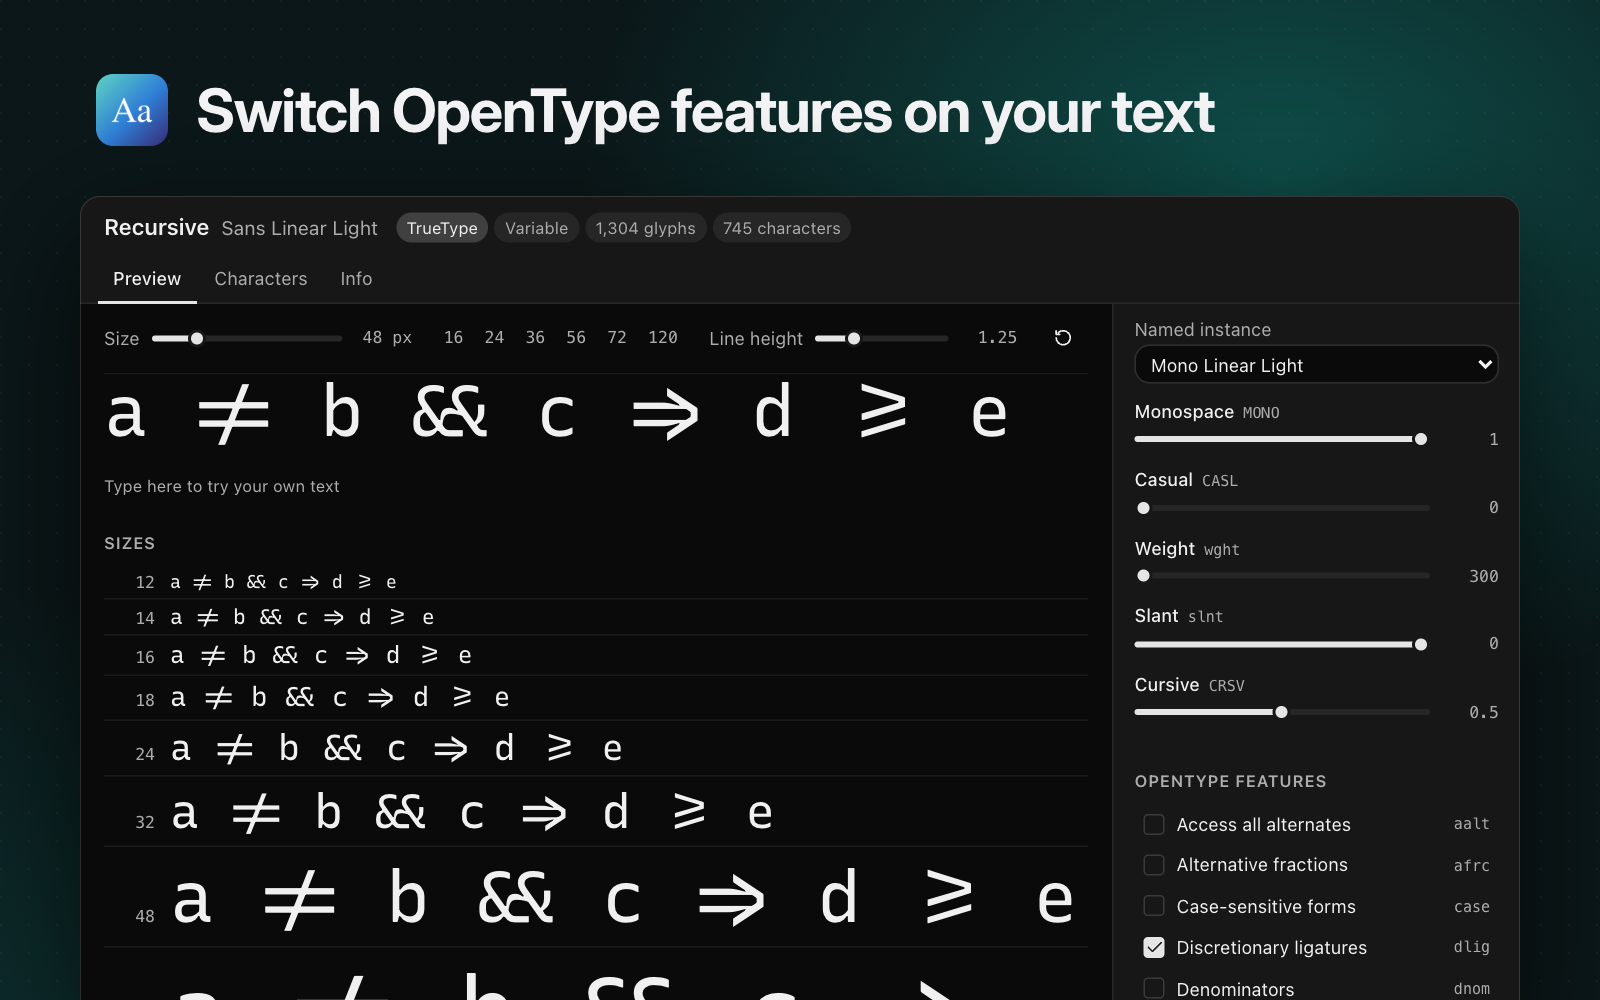 Aa Switch OpenType features on your text
Recursive Sans Linear Light TrueType Variable 1,304 glyphs 745 characters
Preview Characters Info
Size 48 px 16 24 36 56 72 120 Line height 1.25
a ≠ b && c ⇒ d ≥ e
Type here to try your own text
SIZES
12 a ≠ b && c ⇒ d ≥ e
14 a ≠ b && c ⇒ d ≥ e
16 a ≠ b && c ⇒ d ≥ e
18 a ≠ b && c ⇒ d ≥ e
24 a ≠ b && c ⇒ d ≥ e
32 a ≠ b && c ⇒ d ≥ e
48 a ≠ b && c ⇒ d ≥ e
a ≠ b && c ⇒
Named instance
Mono Linear Light
Monospace MONO
1
Casual CASL
0
Weight wght
300
Slant slnt
0
Cursive CRSV
0.5
OPENTYPE FEATURES
Access all alternates aalt
Alternative fractions afrc
Case-sensitive forms case
Discretionary ligatures dlig
Denominators dnom